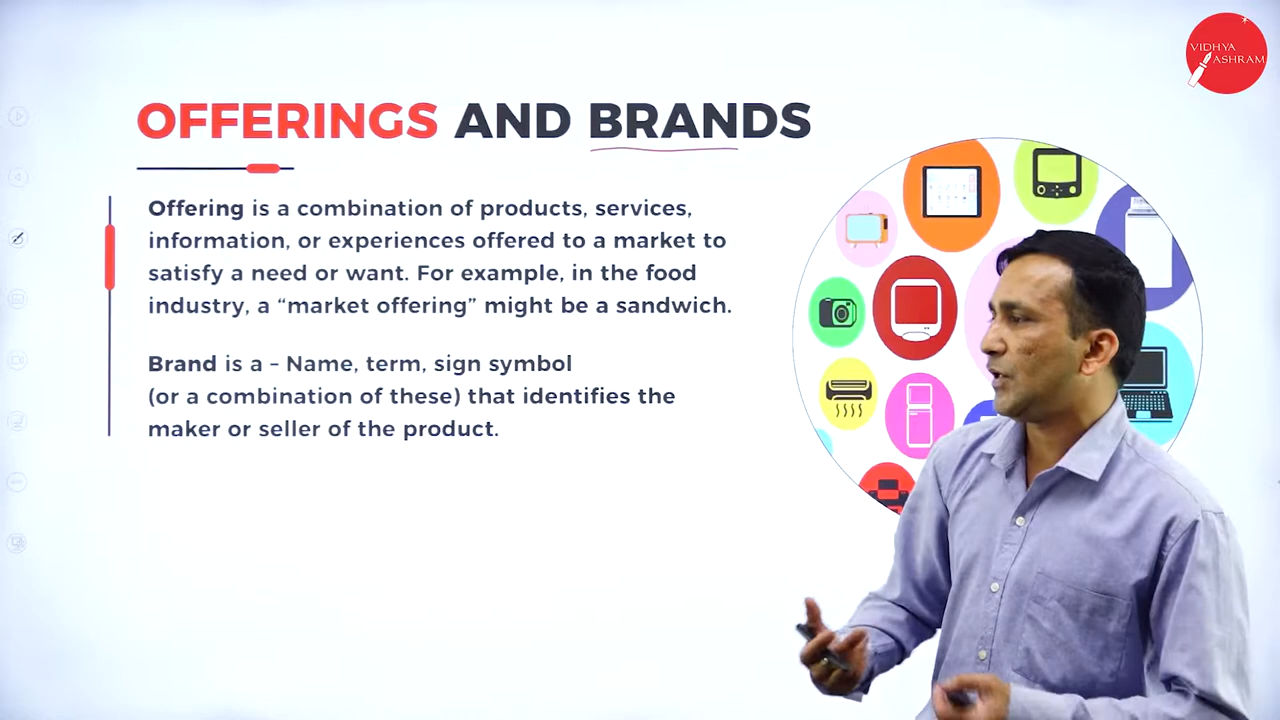 VIDHYA
ASHRAM
OFFERINGS AND BRANDS
Offering is a combination of products, services,
information, or experiences offered to a market to
satisfy a need or want. For example, in the food
industry, a “market offering” might be a sandwich.
Brand is a – Name, term, sign symbol
(or a combination of these) that identifies the
maker or seller of the product.